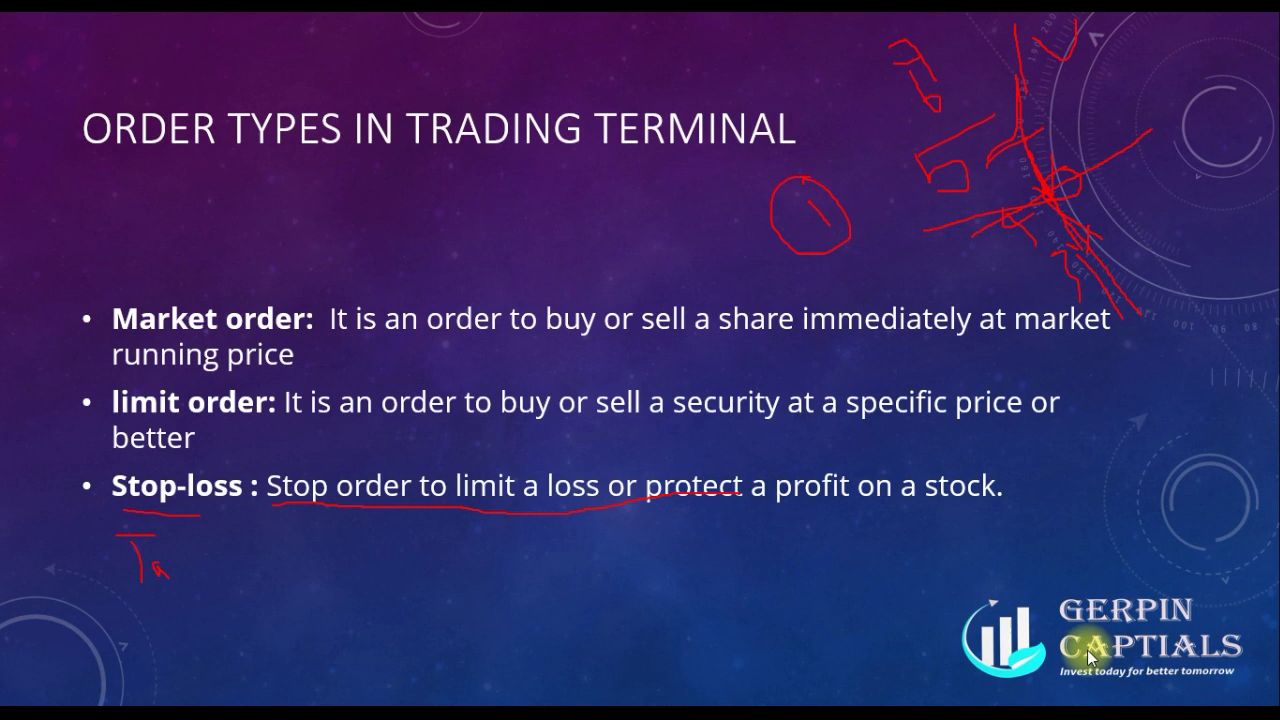 ORDER TYPES IN TRADING TERMINAL
• Market order: It is an order to buy or sell a share immediately at market
running price
• limit order: It is an order to buy or sell a security at a specific price or
better
• Stop-loss : Stop order to limit a loss or protect a profit on a stock.
GERPIN
CAPTIALS
Invest today for better tomorrow